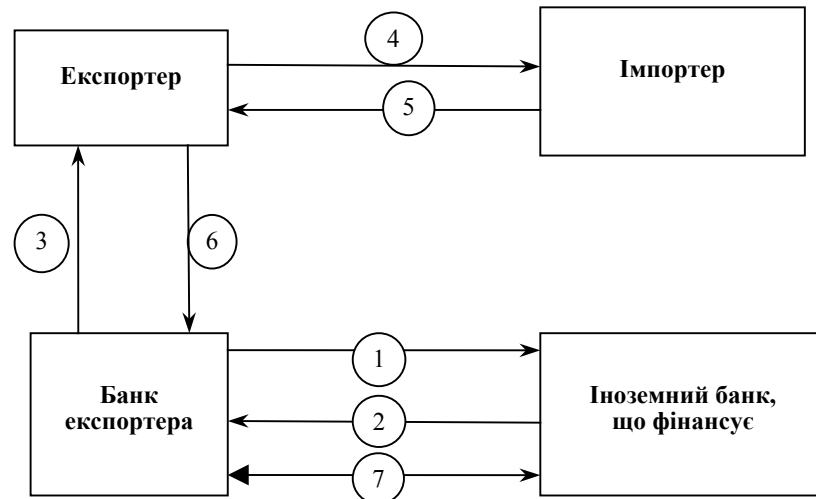 4
Експортер
Імпортер
5
3
6
1
Банк
експортера
Іноземний банк,
що фінансує
2
7